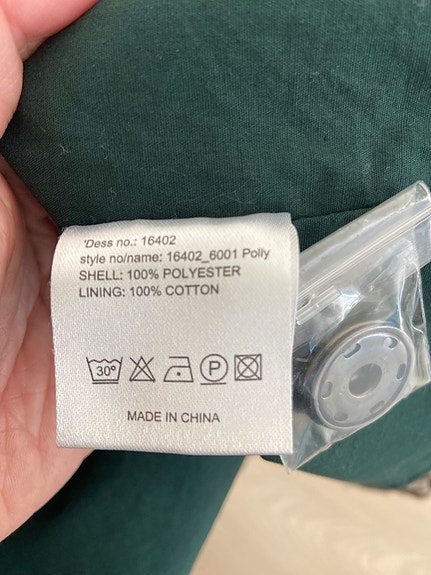 'Dess no.: 16402
style no/name: 16402_6001 Polly
SHELL: 100% POLYESTER
LINING: 100% COTTON
30° P
MADE IN CHINA